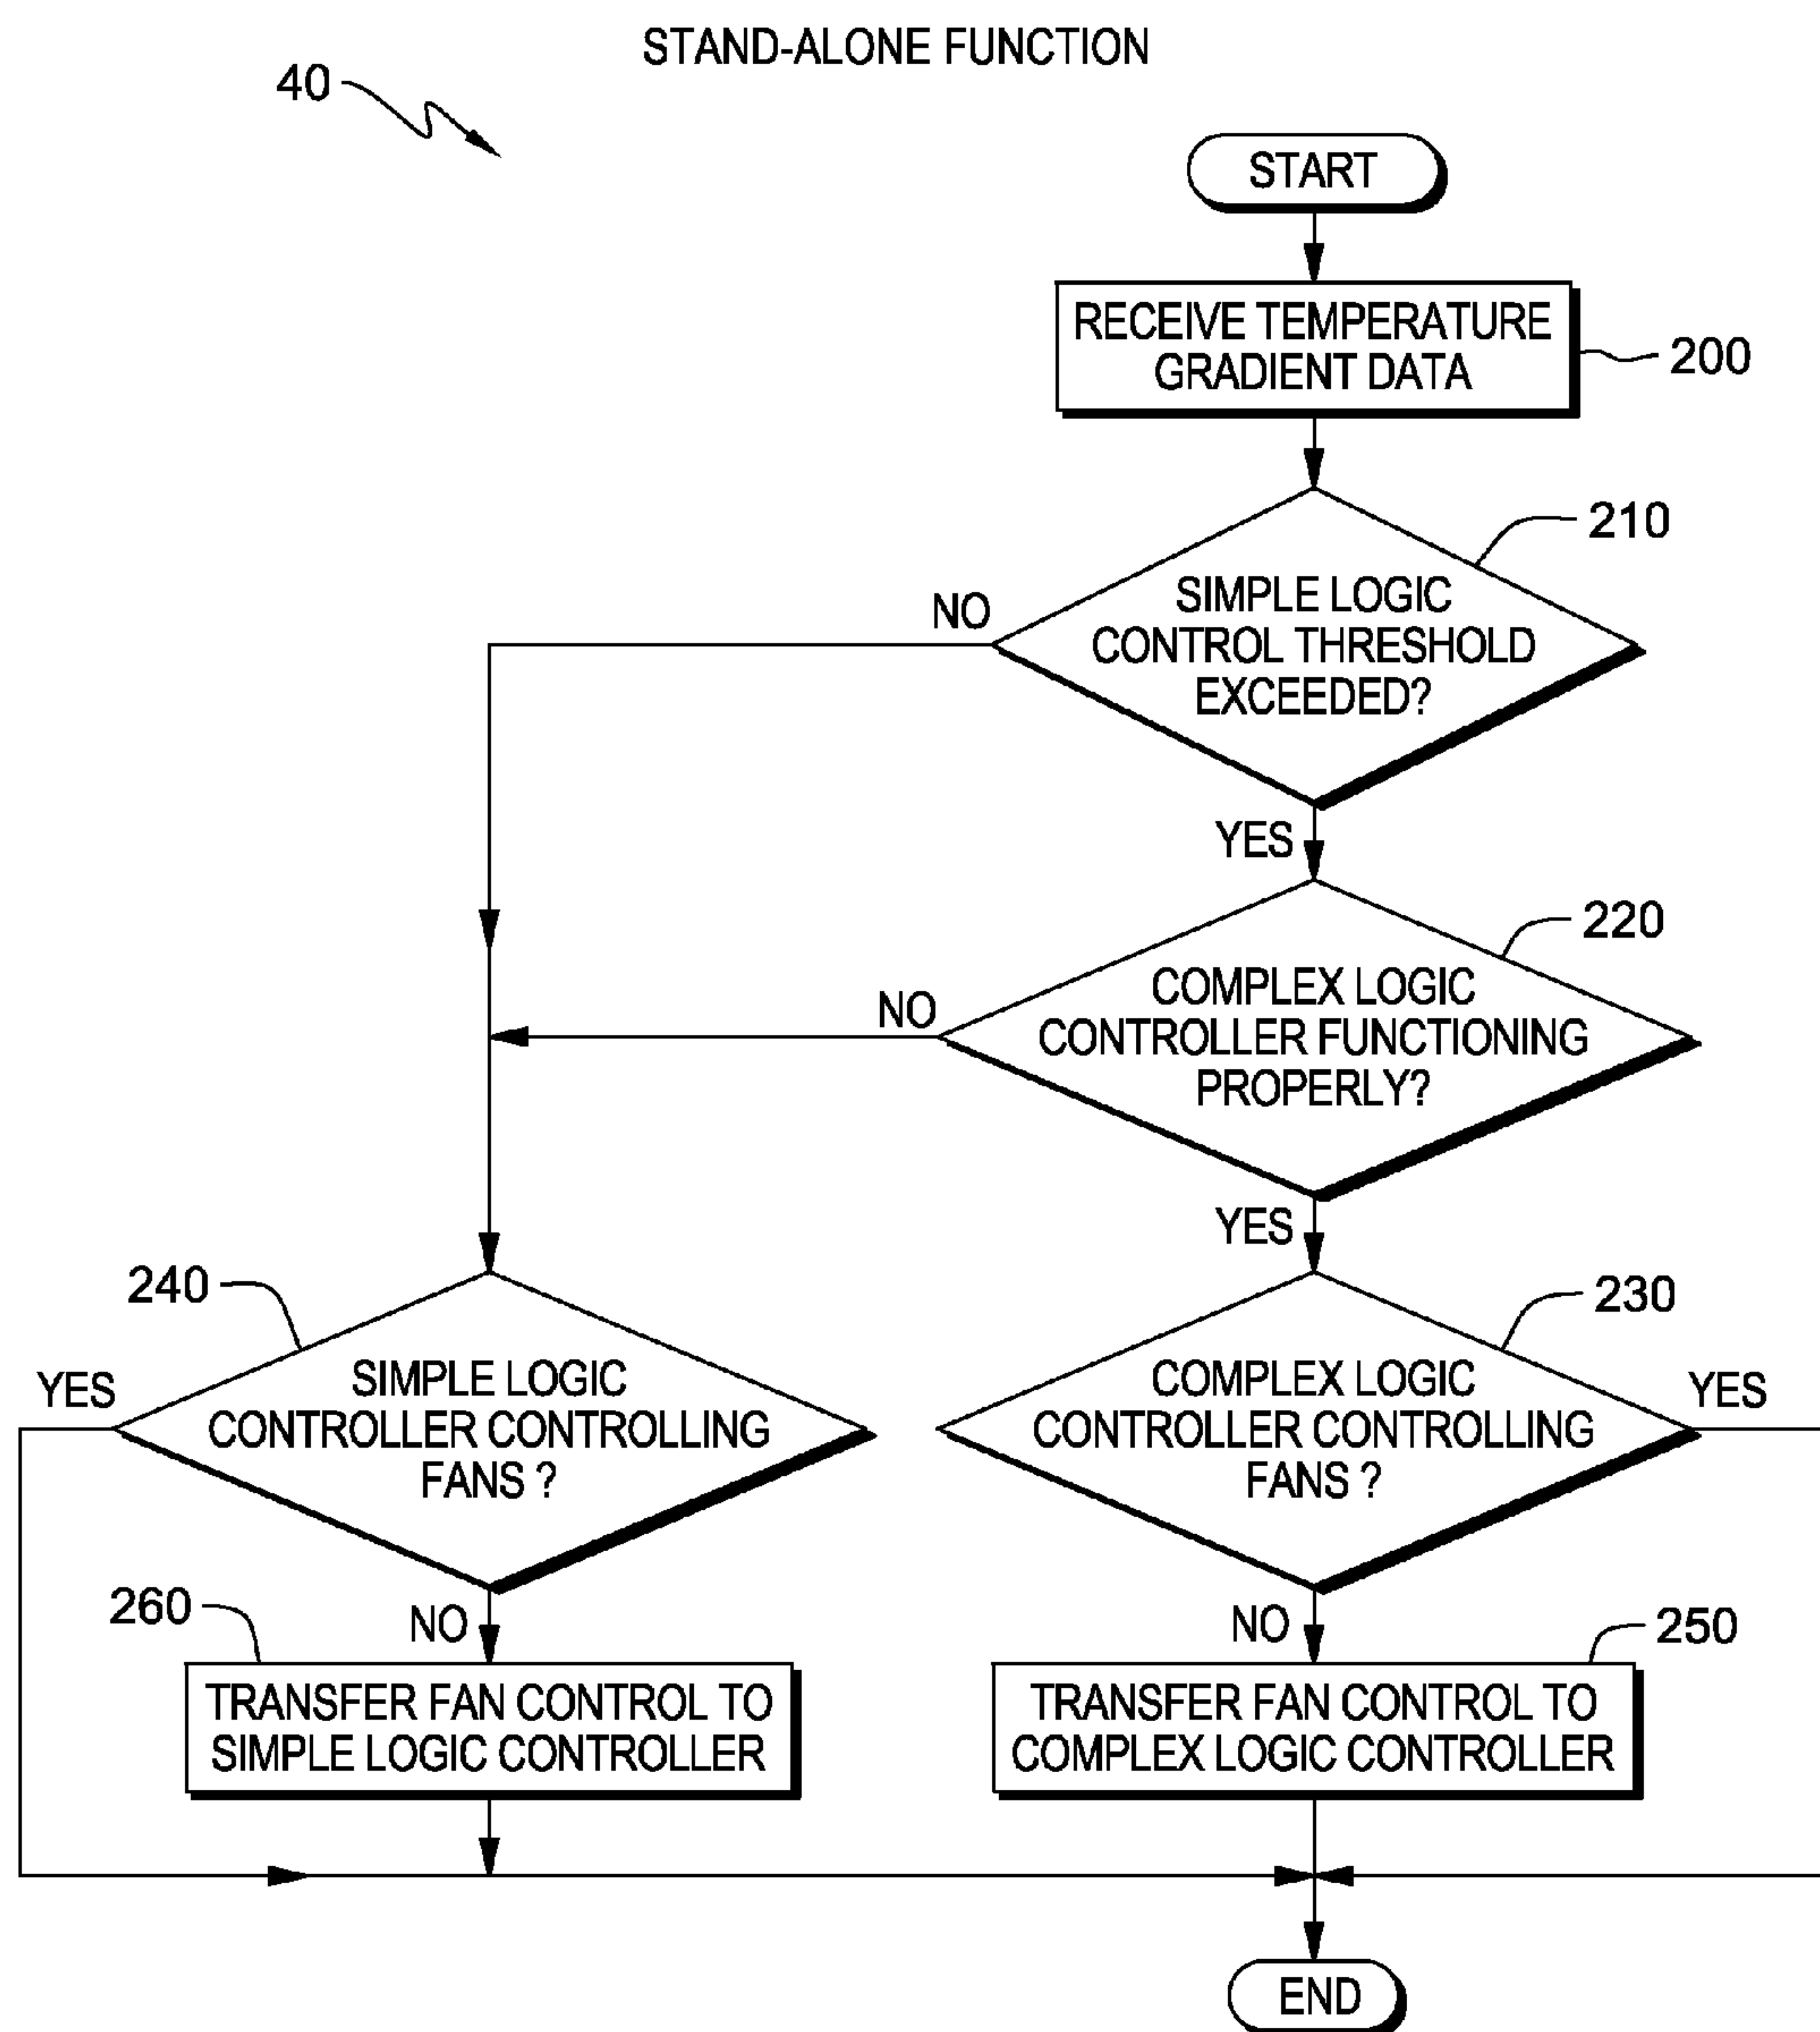 STAND-ALONE FUNCTION
40
START
RECEIVE TEMPERATURE
GRADIENT DATA
200
210
SIMPLE LOGIC
CONTROL THRESHOLD
EXCEEDED?
NO
YES
220
COMPLEX LOGIC
CONTROLLER FUNCTIONING
PROPERLY?
NO
YES
240
SIMPLE LOGIC
CONTROLLER CONTROLLING
FANS ?
YES
NO
230
COMPLEX LOGIC
CONTROLLER CONTROLLING
FANS ?
YES
NO
260
TRANSFER FAN CONTROL TO
SIMPLE LOGIC CONTROLLER
250
TRANSFER FAN CONTROL TO
COMPLEX LOGIC CONTROLLER
END